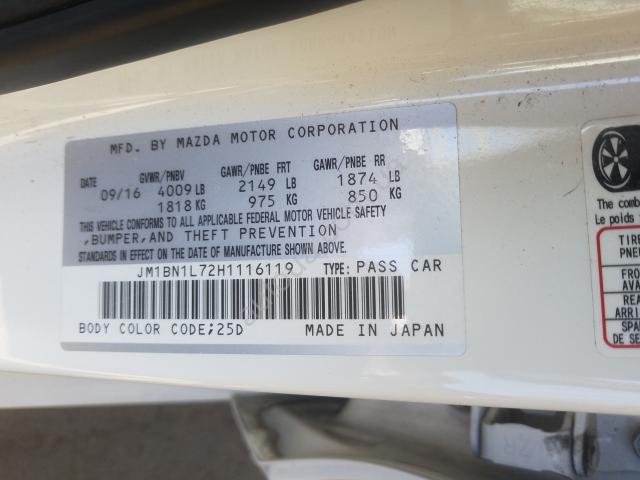 MFD. BY MAZDA MOTOR CORPORATION
DATE GVWR/PNBV GAWR/PNBE FRT GAWR/PNBE RR
09/16 4009 LB 2149 LB 1874 LB
1818 KG 975 KG 850 KG
THIS VEHICLE CONFORMS TO ALL APPLICABLE FEDERAL MOTOR VEHICLE SAFETY
,BUMPER,AND THEFT PREVENTION
STANDARDS IN EFFECT ON THE DATE OF MANUFACTURE SHOWN ABOVE.
JM1BN1L72H1116119 TYPE: PASS CAR
BODY COLOR CODE;25D MADE IN JAPAN
The com
Le poids
TIRE
PNE
FRO
AVA
REA
ARRI
SPA
DE SE